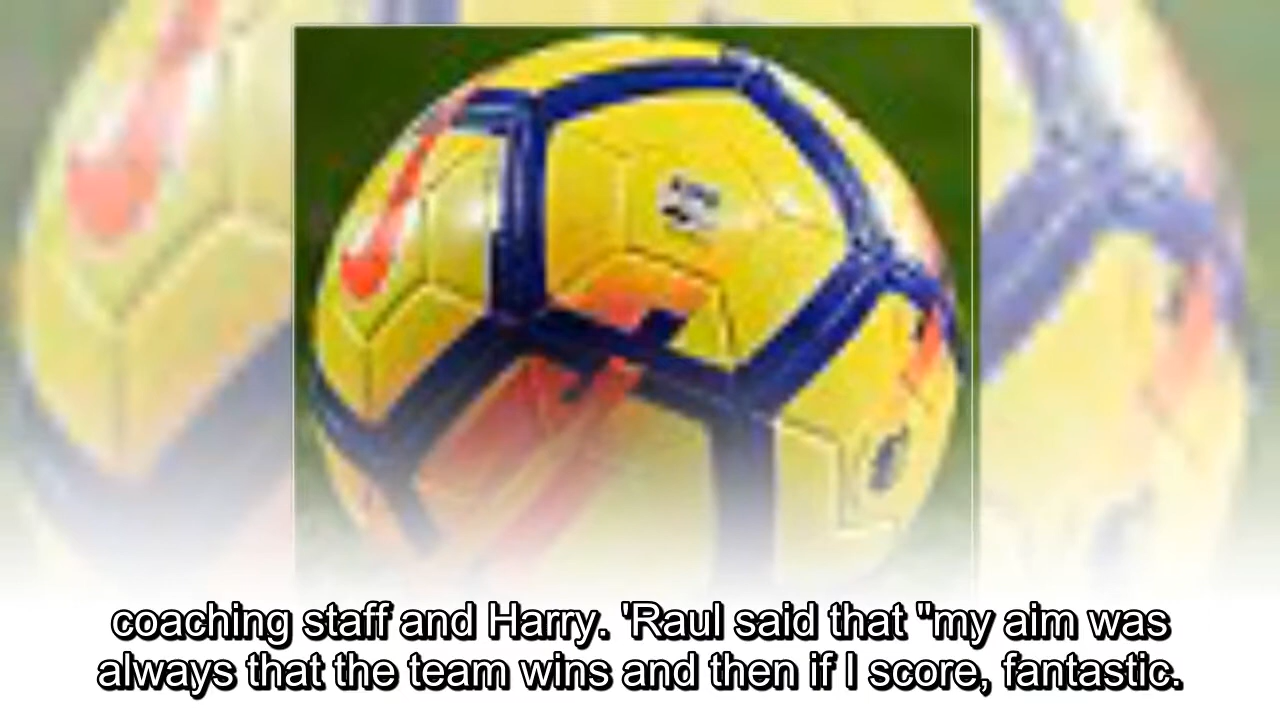 coaching staff and Harry. 'Raul said that "my aim was
always that the team wins and then if I score, fantastic.